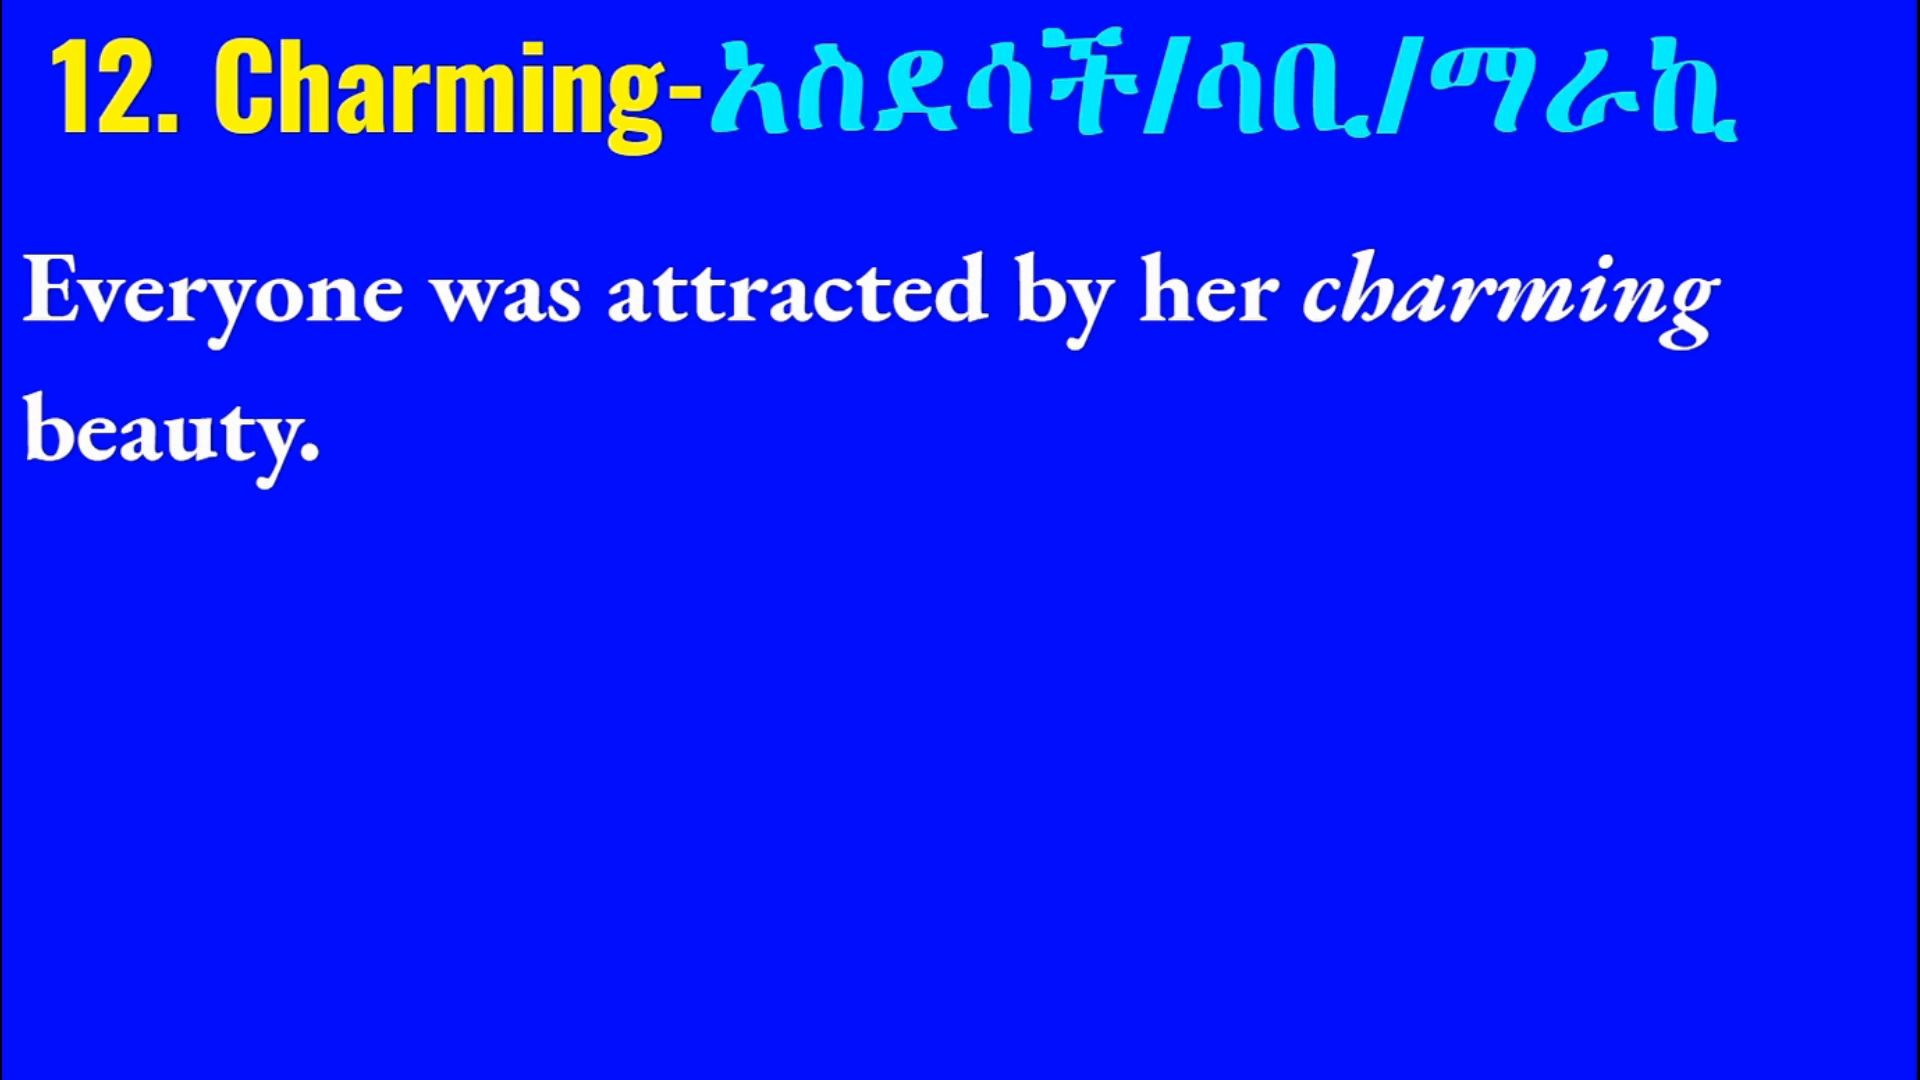 12. Charming-አስደሳች/ሳቢ/ማራኪ
Everyone was attracted by her charming
beauty.